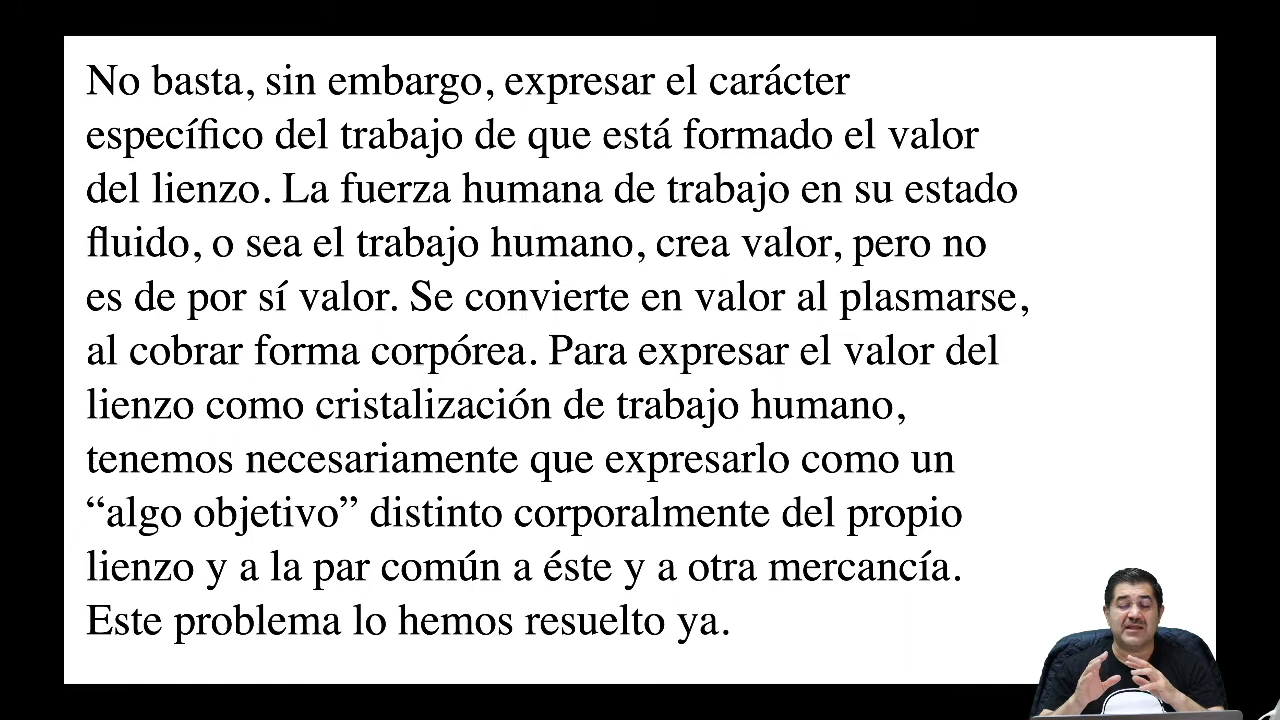 No basta, sin embargo, expresar el carácter
específico del trabajo de que está formado el valor
del lienzo. La fuerza humana de trabajo en su estado
fluido, o sea el trabajo humano, crea valor, pero no
es de por sí valor. Se convierte en valor al plasmarse,
al cobrar forma corpórea. Para expresar el valor del
lienzo como cristalización de trabajo humano,
tenemos necesariamente que expresarlo como un
“algo objetivo” distinto corporalmente del propio
lienzo y a la par común a éste y a otra mercancía.
Este problema lo hemos resuelto ya.